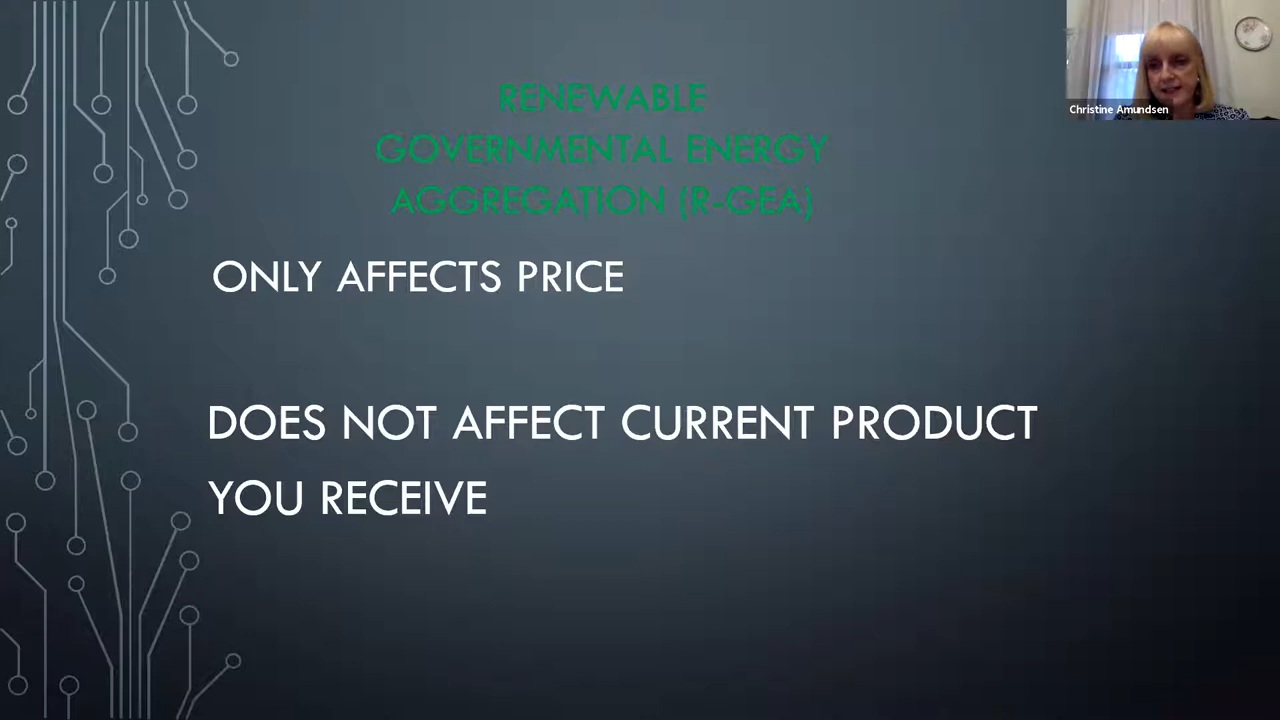 RENEWABLE
GOVERNMENTAL ENERGY
AGGREGATION (R-GEA)
ONLY AFFECTS PRICE
DOES NOT AFFECT CURRENT PRODUCT
YOU RECEIVE
Christine Amundsen